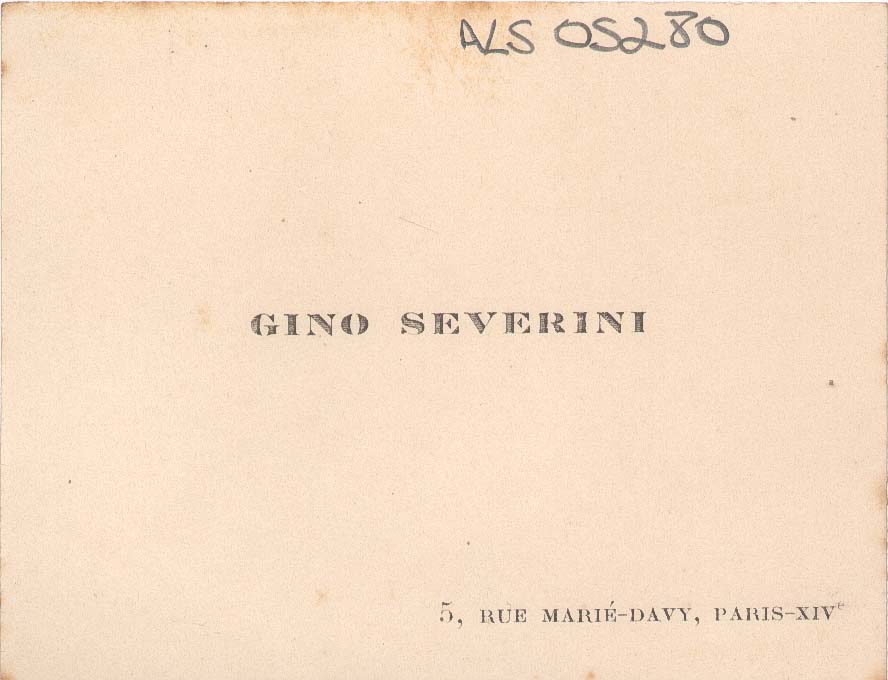 ALS 05280
GINO SEVERINI
5, RUE MARIÉ-DAVY, PARIS-XIVe